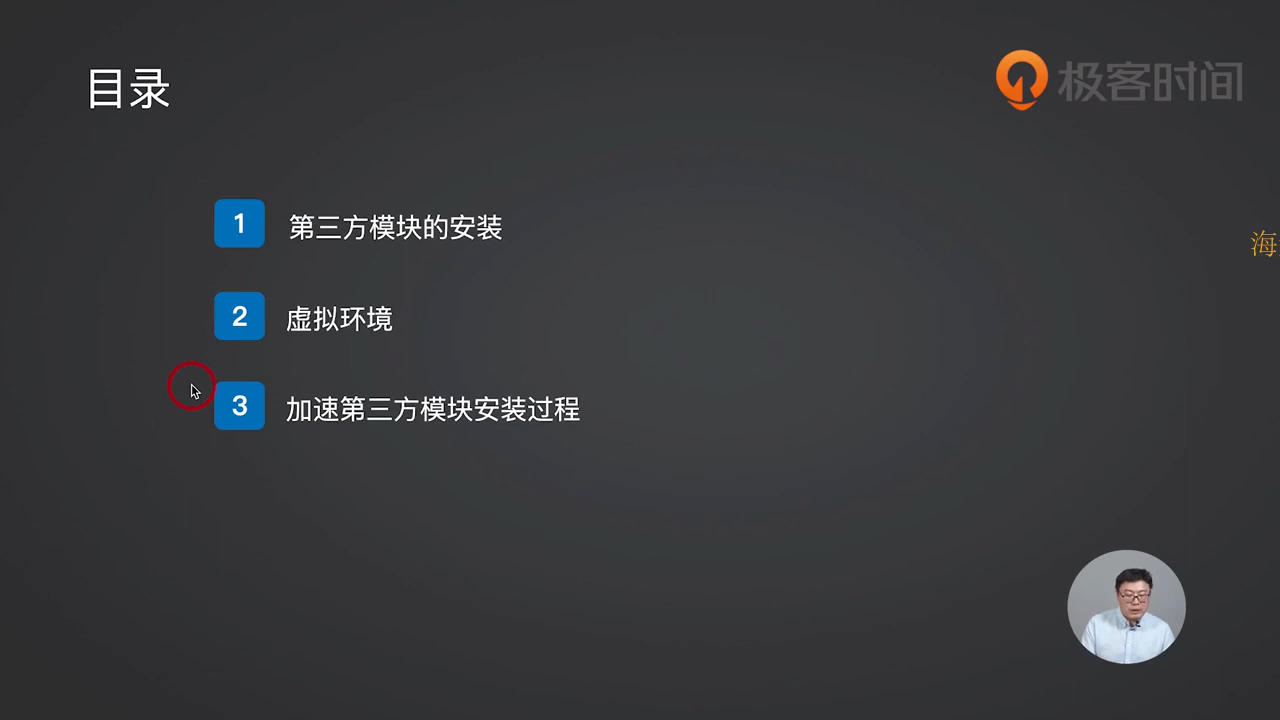 目录
极客时间
1 第三方模块的安装
海
2 虚拟环境
3 加速第三方模块安装过程